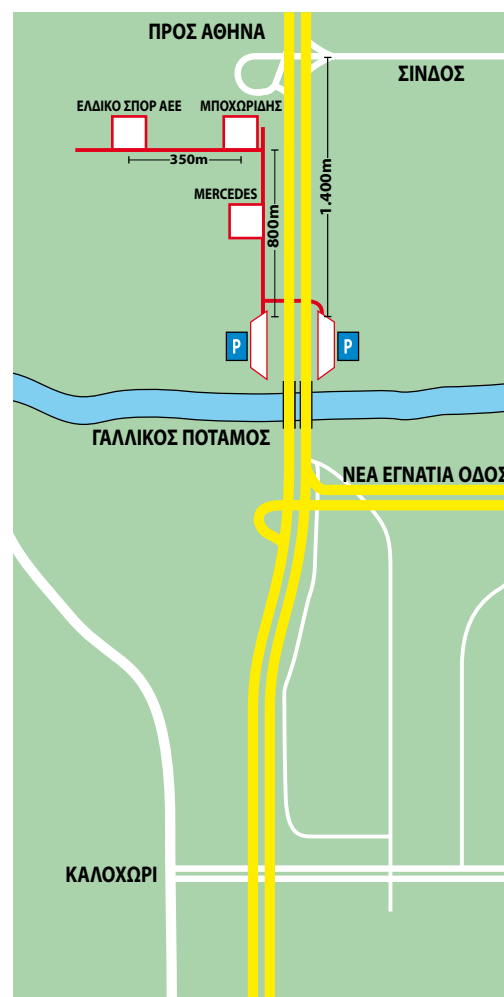 ΠΡΟΣ ΑΘΗΝΑ
ΣΙΝΔΟΣ
ΕΛΔΙΚΟ ΣΠΟΡ ΑΕΕ
ΜΠΟΧΩΡΙΔΗΣ
350m
MERCEDES
800m
1.400m
P
P
ΓΑΛΛΙΚΟΣ ΠΟΤΑΜΟΣ
ΝΕΑ ΕΓΝΑΤΙΑ ΟΔΟΣ
ΚΑΛΟΧΩΡΙ